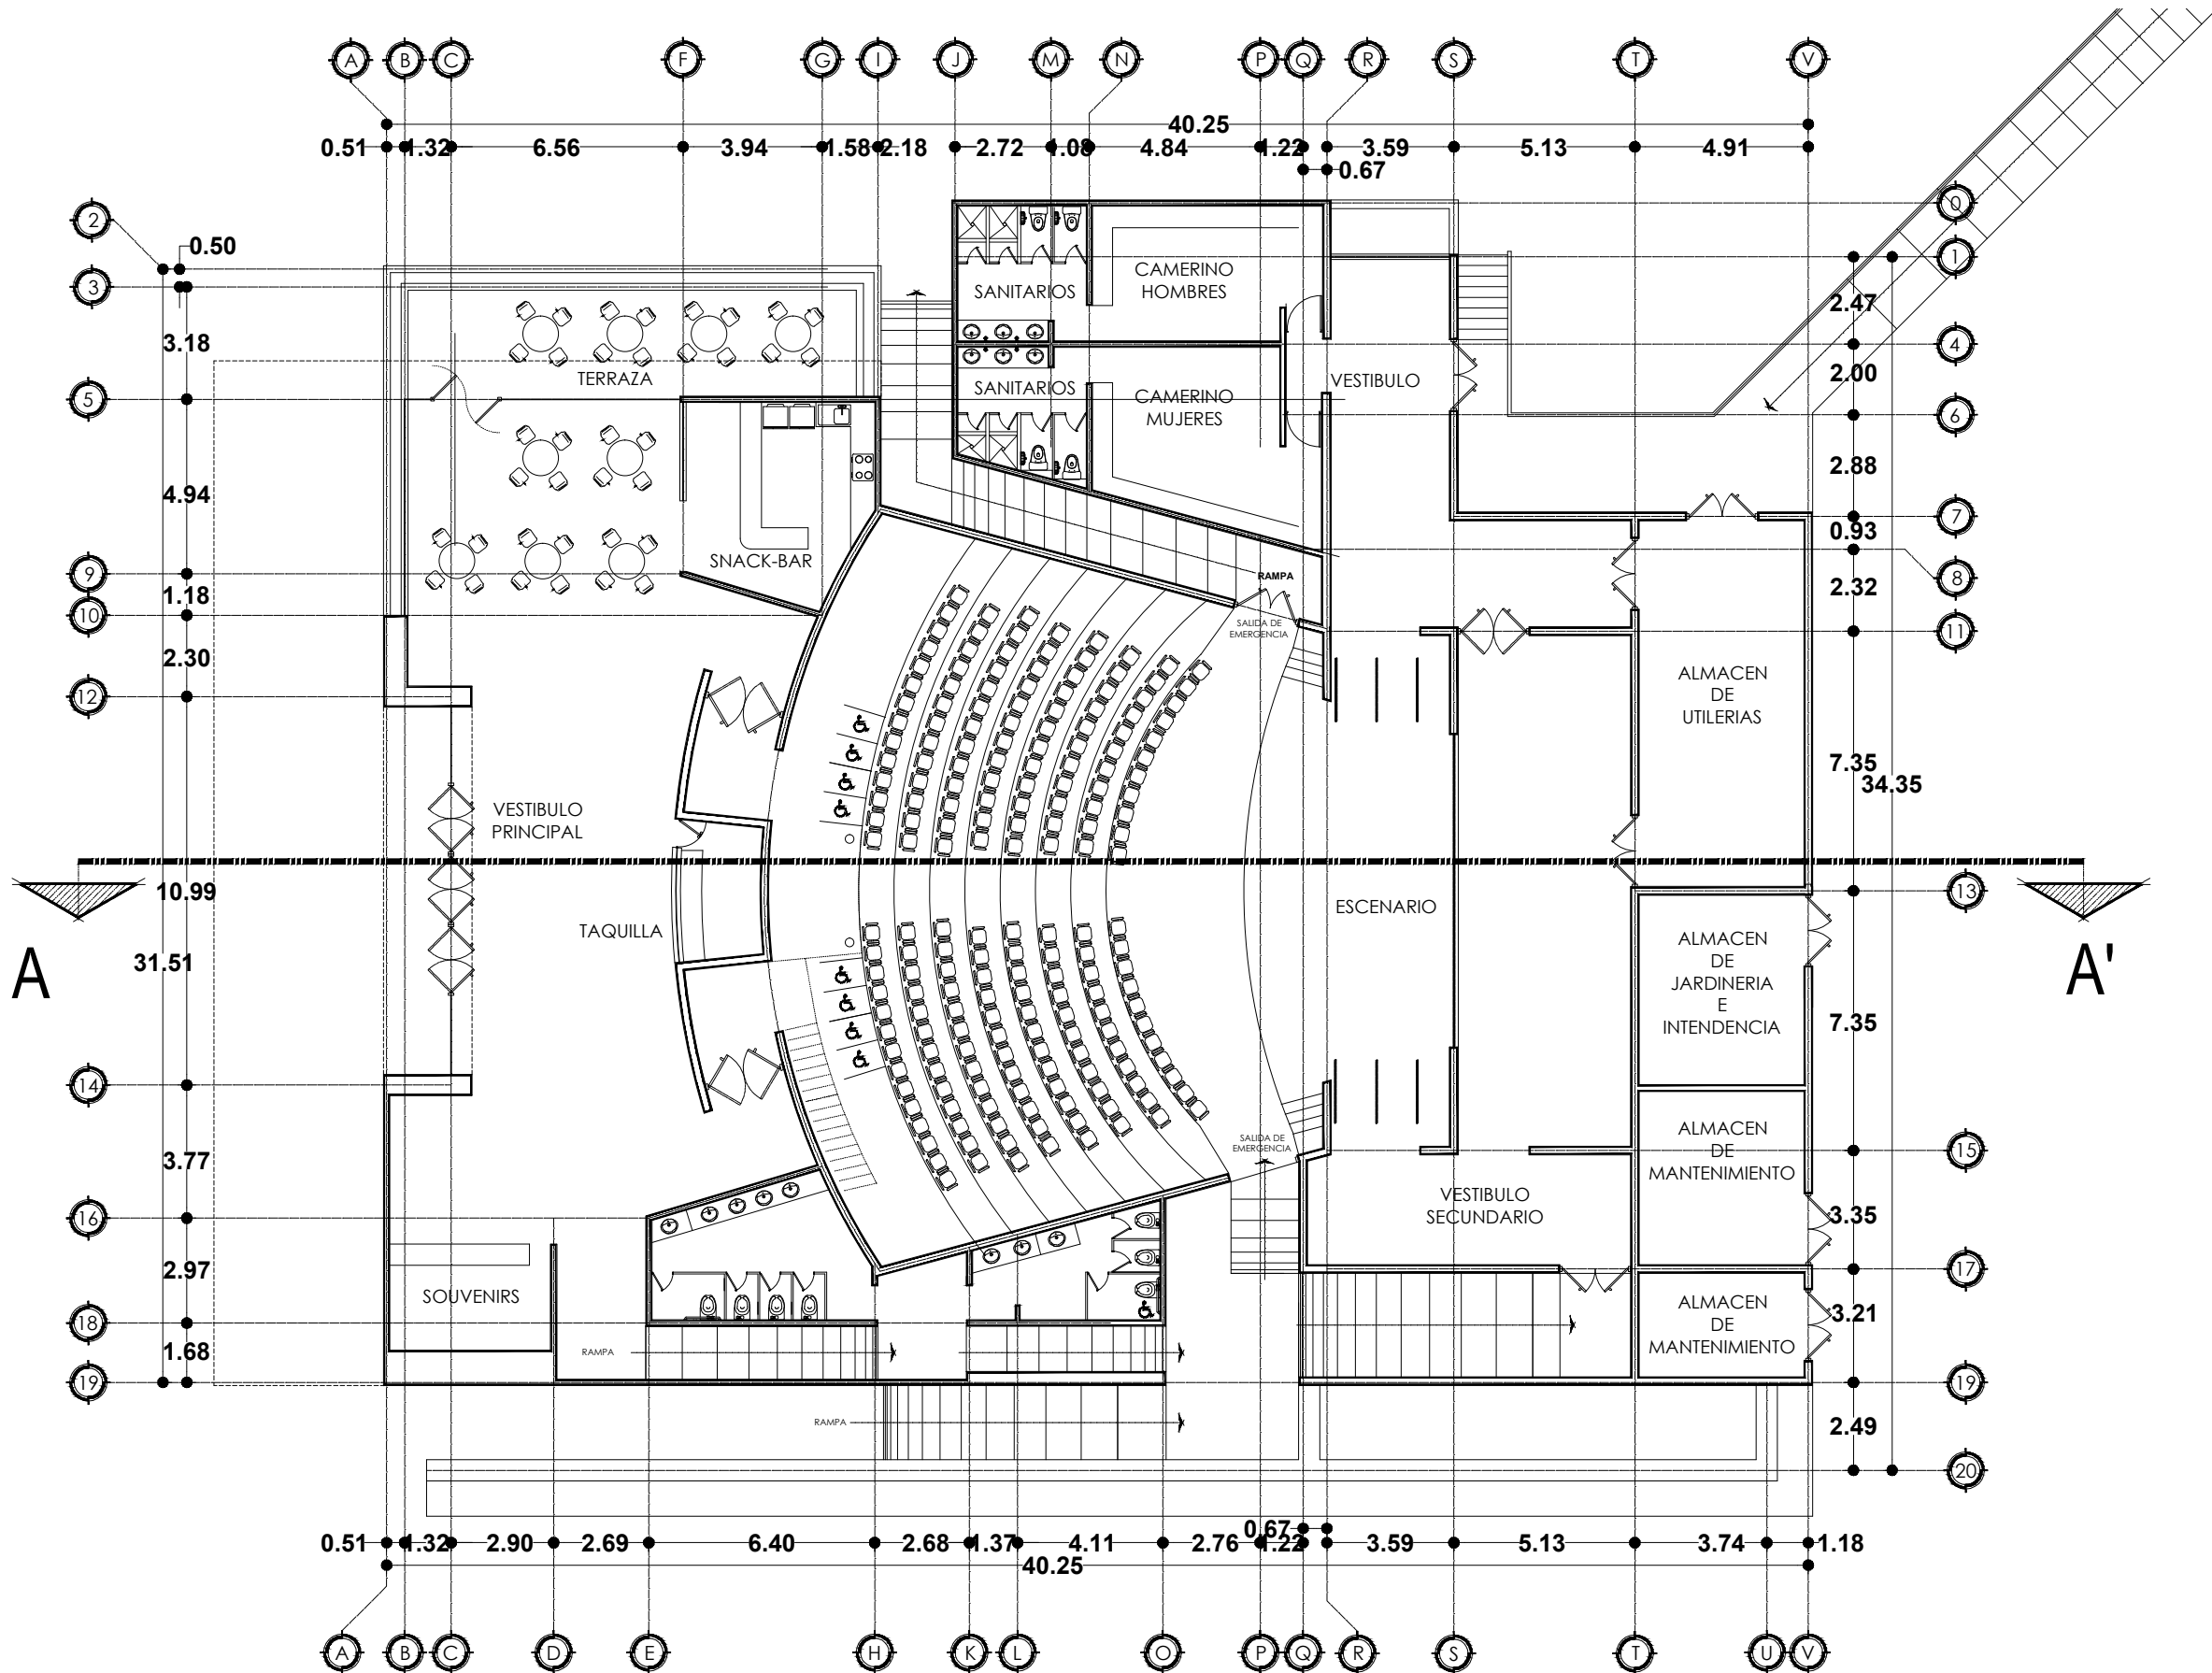 A B C F G I J M N P Q R S T V
40.25
0.51 1.32 6.56 3.94 1.58 2.18 2.72 1.08 4.84 1.22 3.59 5.13 4.91
0.67
2
3
5
9
10
12
14
16
18
19
0.50
3.18
4.94
1.18
2.30
10.99
31.51
3.77
2.97
1.68
0
1
4
6
7
8
11
13
15
17
19
20
2.47
2.00
2.88
0.93
2.32
7.35
34.35
7.35
3.35
3.21
2.49
SANITARIOS
CAMERINO
HOMBRES
SANITARIOS
CAMERINO
MUJERES
VESTIBULO
TERRAZA
SNACK-BAR
RAMPA
SALIDA DE
EMERGENCIA
ALMACEN
DE
UTILERIAS
VESTIBULO
PRINCIPAL
TAQUILLA
ESCENARIO
A
A'
ALMACEN
DE
JARDINERIA
E
INTENDENCIA
SALIDA DE
EMERGENCIA
ALMACEN
DE
MANTENIMIENTO
VESTIBULO
SECUNDARIO
SOUVENIRS
ALMACEN
DE
MANTENIMIENTO
RAMPA
RAMPA
0.67
0.51 1.32 2.90 2.69 6.40 2.68 1.37 4.11 2.76 1.22 3.59 5.13 3.74 1.18
40.25
A B C D E H K L O P Q R S T U V